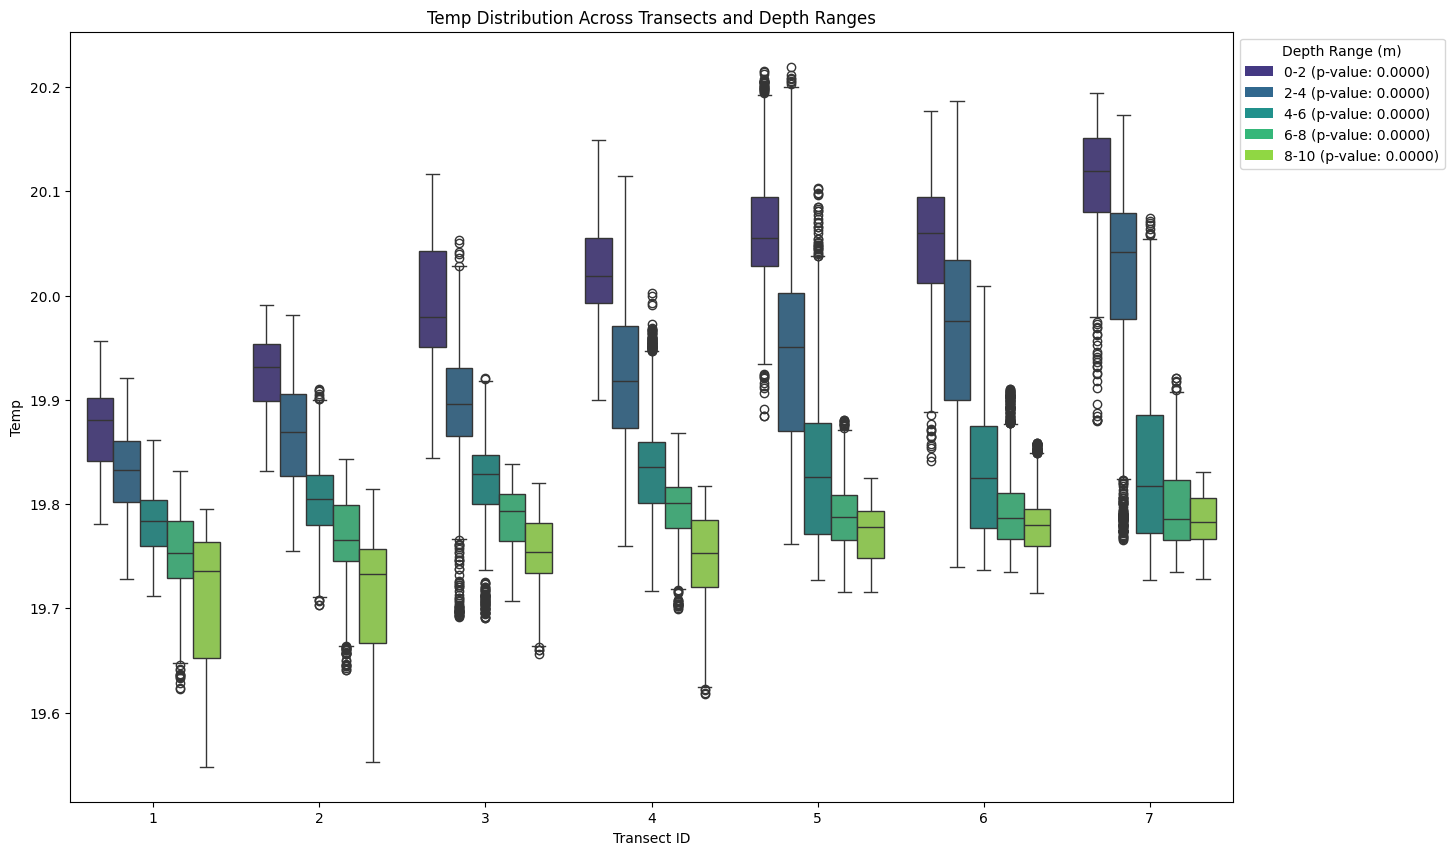 Temp Distribution Across Transects and Depth Ranges
Depth Range (m)
0-2 (p-value: 0.0000)
2-4 (p-value: 0.0000)
4-6 (p-value: 0.0000)
6-8 (p-value: 0.0000)
8-10 (p-value: 0.0000)
Temp
20.2
20.1
20.0
19.9
19.8
19.7
19.6
1 2 3 4 5 6 7
Transect ID